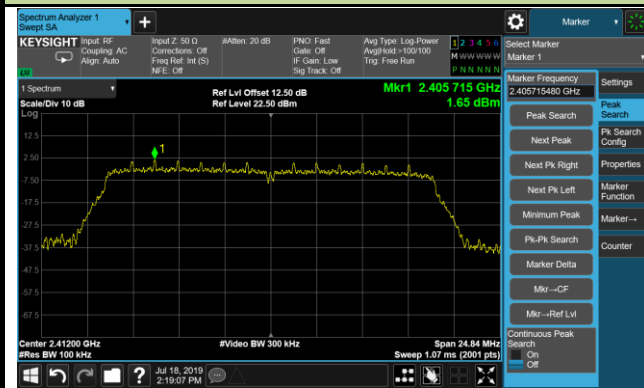 Spectrum Analyzer 1
Swept SA
Marker
KEYSIGHT
Input: RF
Coupling: AC
Align: Auto
Input Z: 50 Ω
Corrections: Off
Freq Ref: Int (S)
NFE: Off
#Atten: 20 dB
PNO: Fast
Gate: Off
IF Gain: Low
Sig Track: Off
Avg Type: Log-Power
Avg|Hold:>100/100
Trig: Free Run
1 2 3 4 5 6
M W W W W W
P N N N N N
Select Marker
Marker 1
LXI
1 Spectrum
Scale/Div 10 dB
Ref Lvl Offset 12.50 dB
Ref Level 22.50 dBm
Mkr1 2.405 715 GHz
1.65 dBm
Log
12.5
2.50
-7.50
-17.5
-27.5
-37.5
-47.5
-57.5
-67.5
1
Center 2.41200 GHz
#Res BW 100 kHz
#Video BW 300 kHz
Span 24.84 MHz
Sweep 1.07 ms (2001 pts)
Marker Frequency
2.405715480 GHz
Peak Search
Next Peak
Next Pk Right
Next Pk Left
Minimum Peak
Pk-Pk Search
Marker Delta
Mkr→CF
Mkr→Ref Lvl
Continuous Peak
Search
On
Off
Settings
Peak
Search
Pk Search
Config
Properties
Marker
Function
Marker→
Counter
?
Jul 18, 2019
2:19:07 PM